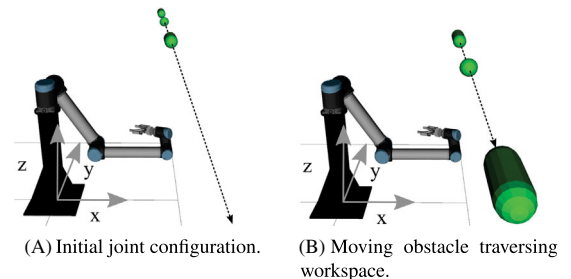 z
y
x
z
y
x
(A) Initial joint configuration.
(B) Moving obstacle traversing
workspace.